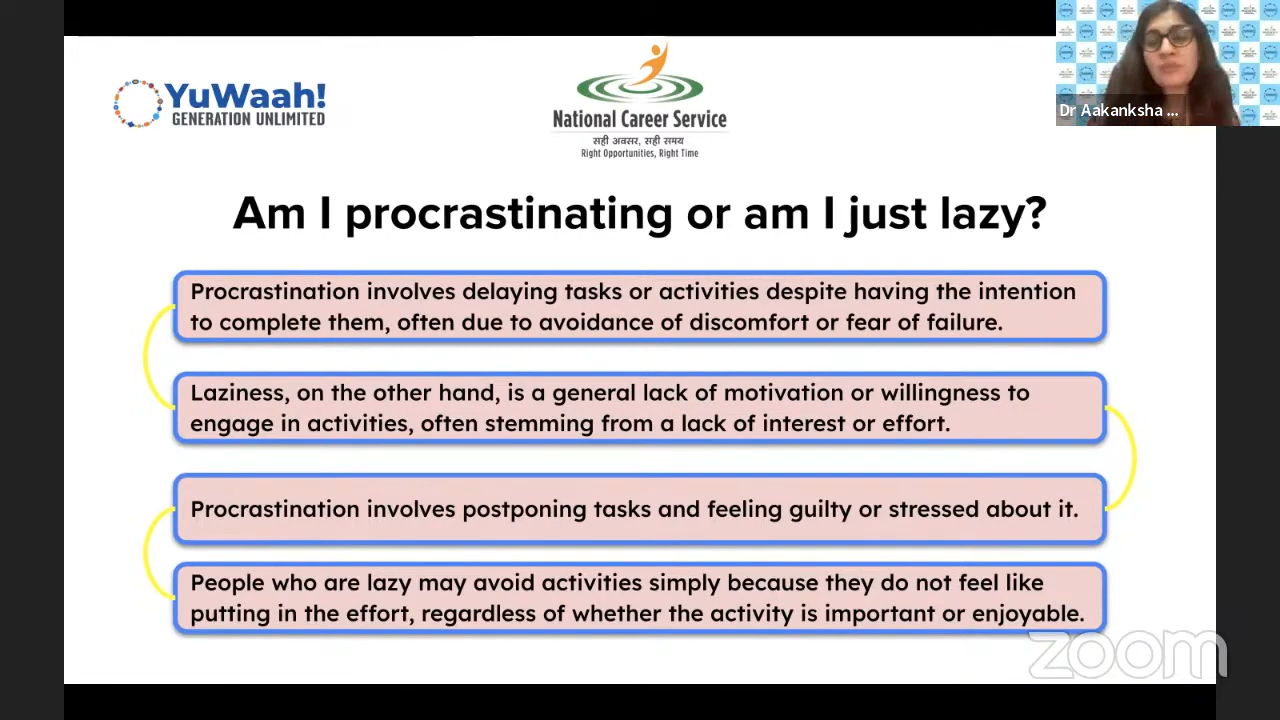 YuWaah!
GENERATION UNLIMITED
National Career Service
सही अवसर, सही समय
Right Opportunities, Right Time
Dr Aakanksha ...
Am I procrastinating or am I just lazy?
Procrastination involves delaying tasks or activities despite having the intention
to complete them, often due to avoidance of discomfort or fear of failure.
Laziness, on the other hand, is a general lack of motivation or willingness to
engage in activities, often stemming from a lack of interest or effort.
Procrastination involves postponing tasks and feeling guilty or stressed about it.
People who are lazy may avoid activities simply because they do not feel like
putting in the effort, regardless of whether the activity is important or enjoyable.
zoom